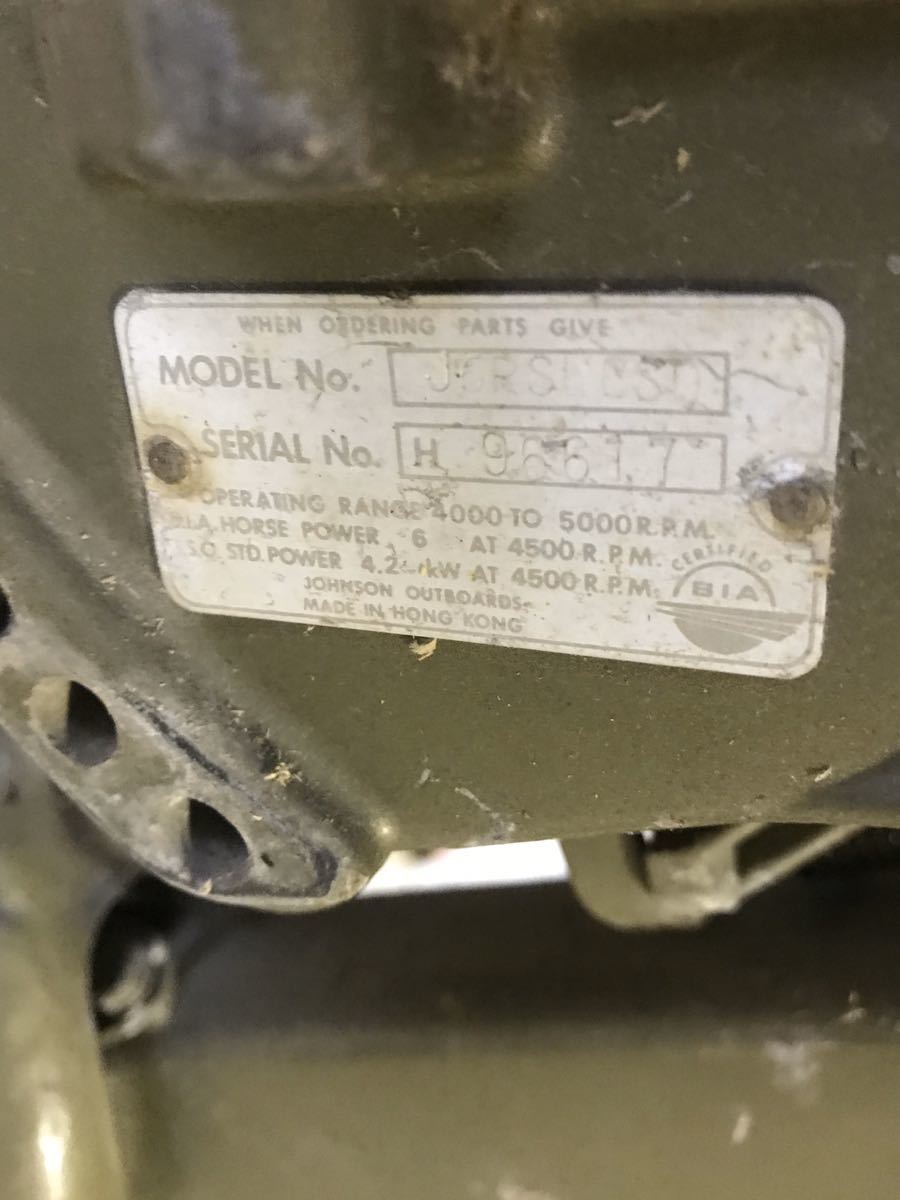 WHEN ORDERING PARTS GIVE
MODEL No.
SERIAL No. H 96617
OPERATING RANGE 4000 TO 5000 R.P.M.
HORSE POWER 6 AT 4500 R.P.M.
STD. POWER 4.2 kW AT 4500 R.P.M.
JOHNSON OUTBOARDS
MADE IN HONG KONG
CERTIFIED
BIA